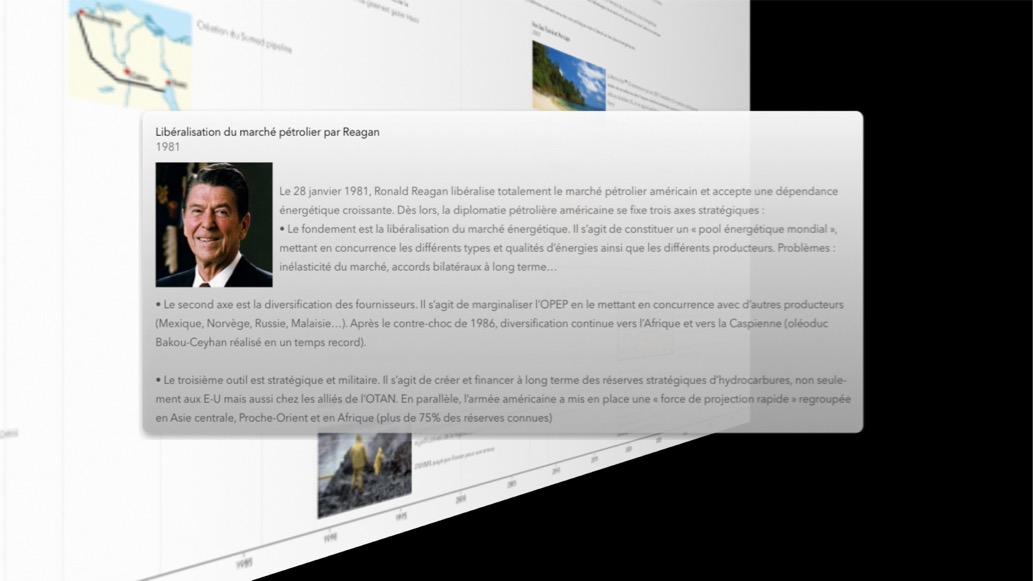 Création du Sumed pipeline
Libéralisation du marché pétrolier par Reagan
1981
Le 28 janvier 1981, Ronald Reagan libéralise totalement le marché pétrolier américain et accepte une dépendance
énergétique croissante. Dès lors, la diplomatie pétrolière américaine se fixe trois axes stratégiques :
• Le fondement est la libéralisation du marché énergétique. Il s’agit de constituer un « pool énergétique mondial »,
mettant en concurrence les différents types et qualités d’énergies ainsi que les différents producteurs. Problèmes :
inélasticité du marché, accords bilatéraux à long terme…
• Le second axe est la diversification des fournisseurs. Il s’agit de marginaliser l’OPEP en le mettant en concurrence avec d’autres producteurs
(Mexique, Norvège, Russie, Malaisie…). Après le contre-choc de 1986, diversification continue vers l’Afrique et vers la Caspienne (oléoduc
Bakou-Ceyhan réalisé en un temps record).
• Le troisième outil est stratégique et militaire. Il s’agit de créer et financer à long terme des réserves stratégiques d’hydrocarbures, non seule-
ment aux E-U mais aussi chez les alliés de l’OTAN. En parallèle, l’armée américaine a mis en place une « force de projection rapide » regroupée
en Asie centrale, Proche-Orient et en Afrique (plus de 75% des réserves connues)
1985
1990
1995